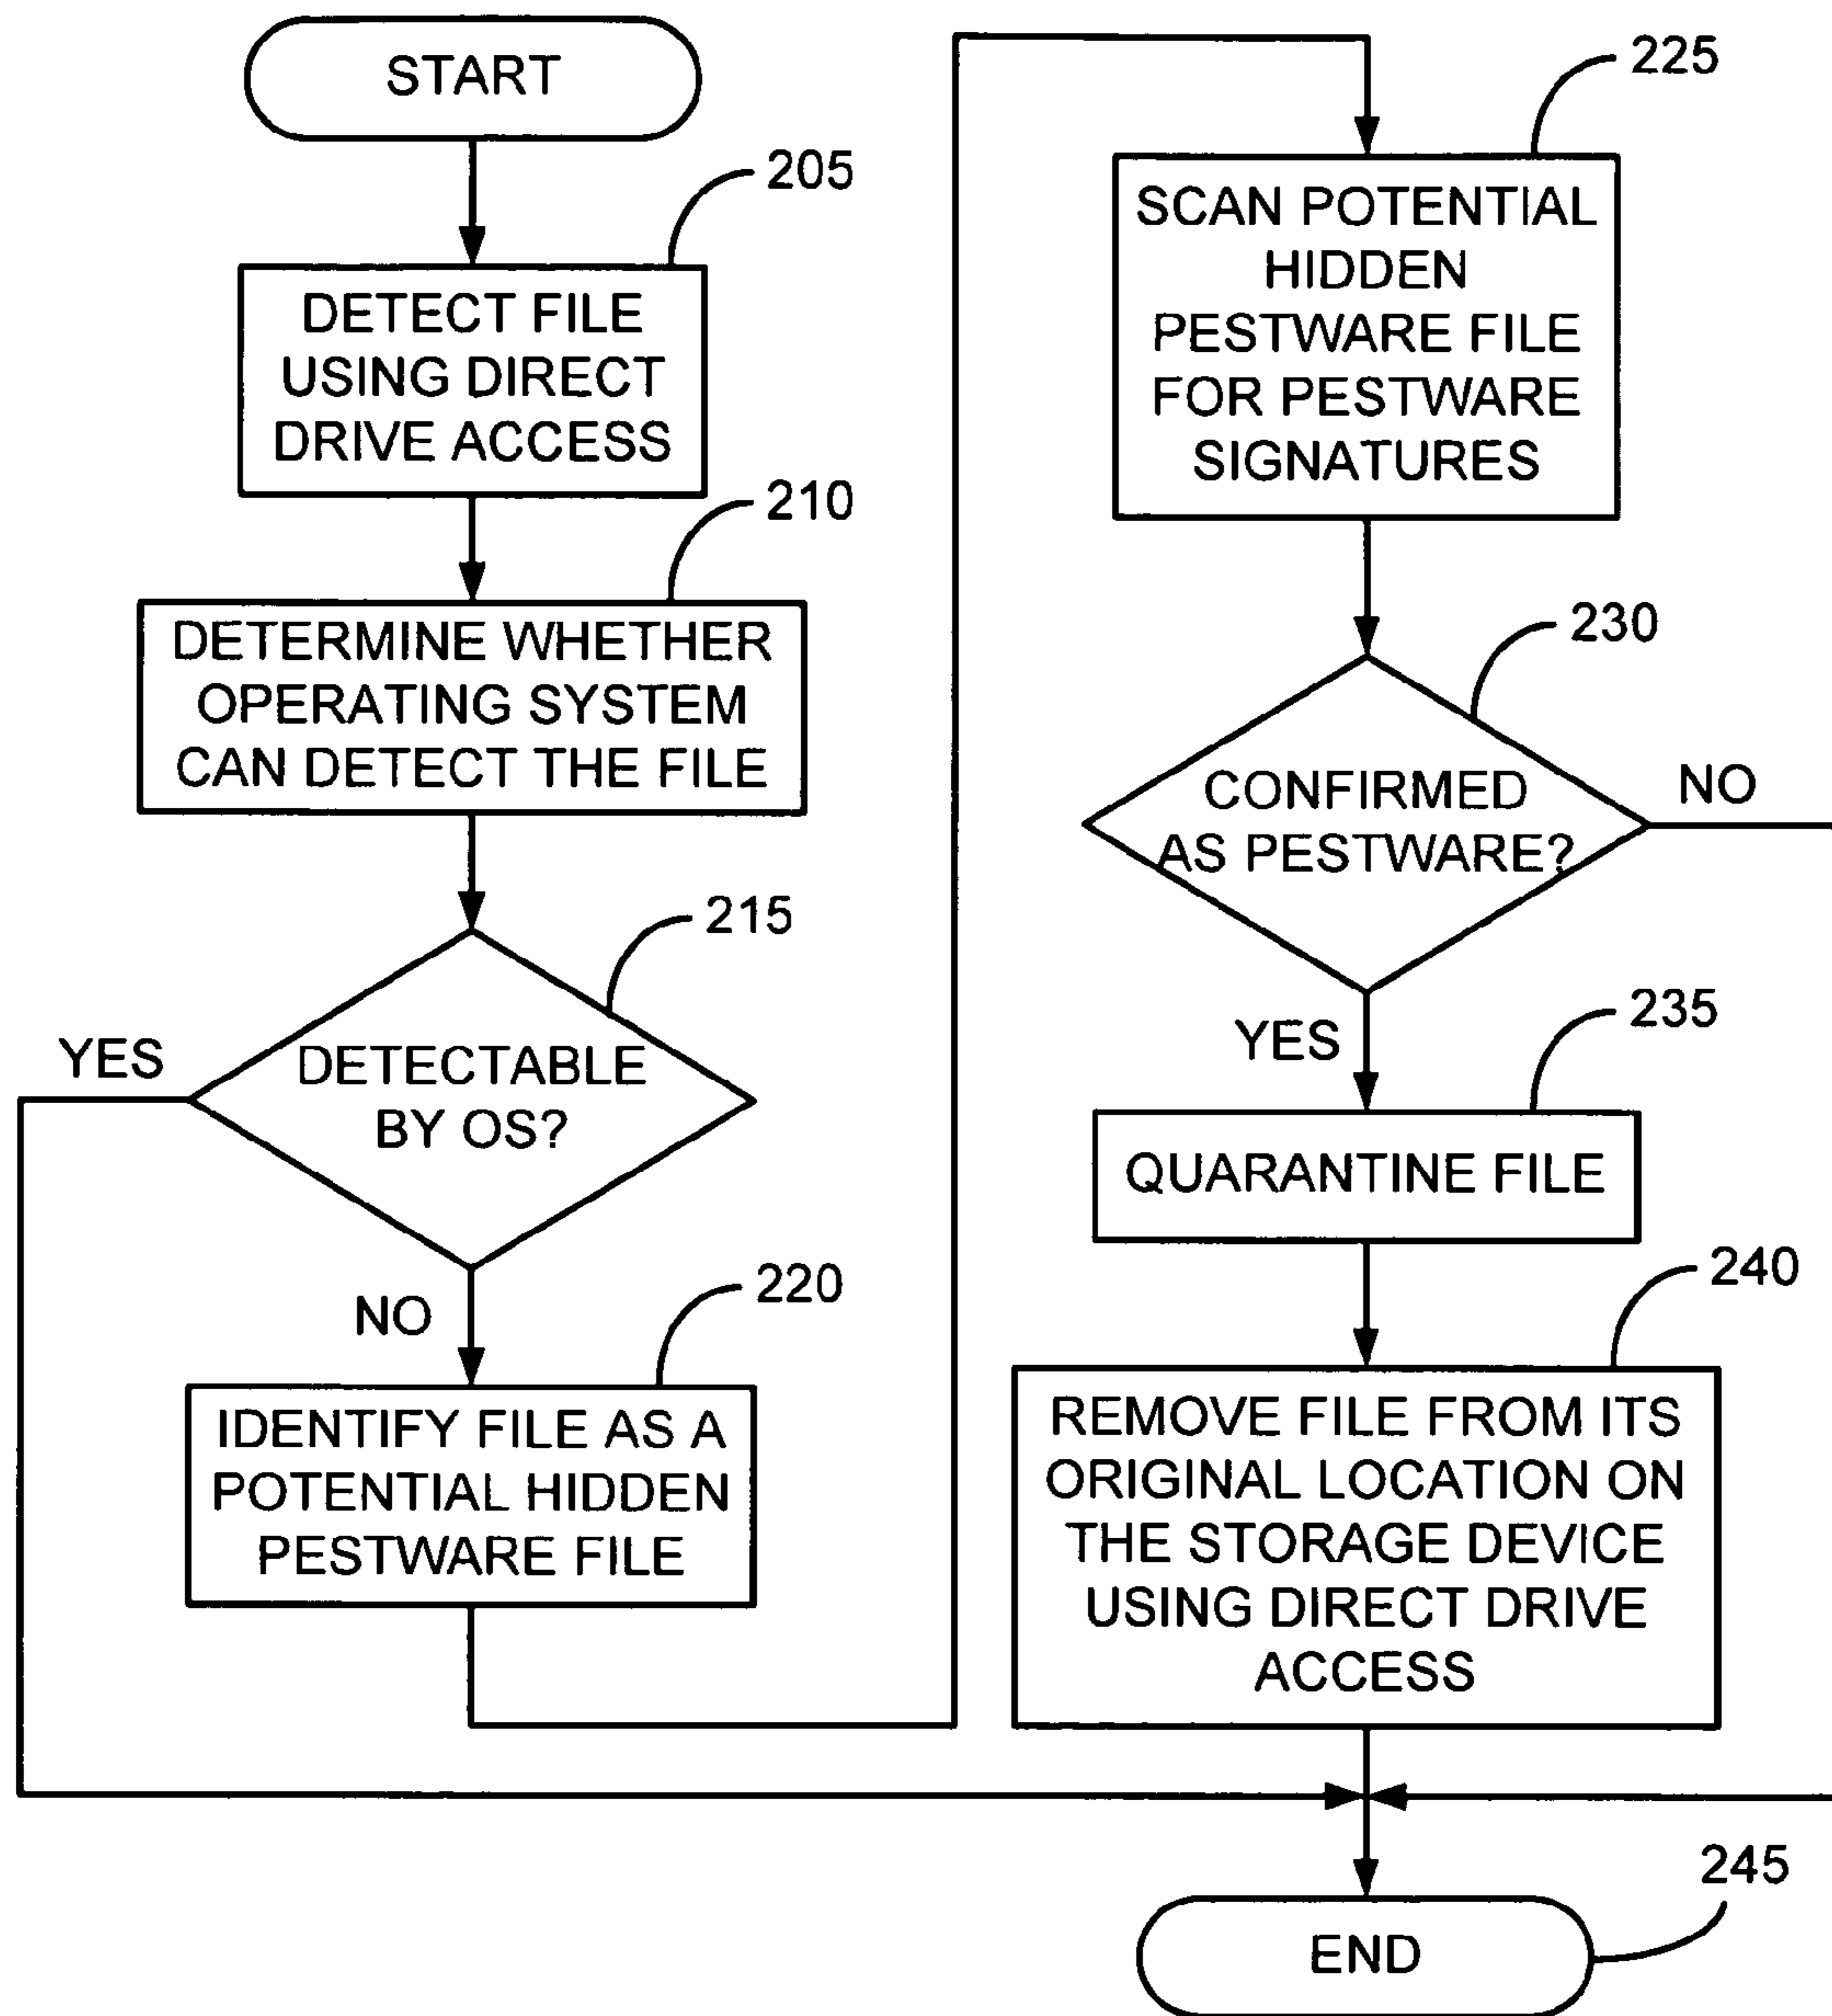 START
205
DETECT FILE
USING DIRECT
DRIVE ACCESS
210
DETERMINE WHETHER
OPERATING SYSTEM
CAN DETECT THE FILE
215
YES
DETECTABLE
BY OS?
NO
220
IDENTIFY FILE AS A
POTENTIAL HIDDEN
PESTWARE FILE
225
SCAN POTENTIAL
HIDDEN
PESTWARE FILE
FOR PESTWARE
SIGNATURES
230
NO
CONFIRMED
AS PESTWARE?
YES
235
QUARANTINE FILE
240
REMOVE FILE FROM ITS
ORIGINAL LOCATION ON
THE STORAGE DEVICE
USING DIRECT DRIVE
ACCESS
245
END